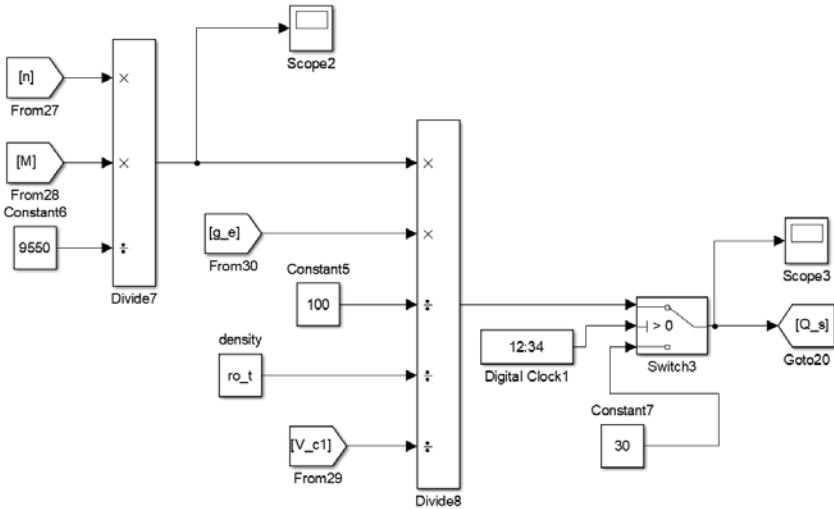 Scope2
[n]
×
From27
[M]
×
×
From28
Constant6
9550
÷
Divide7
[g_e]
×
From30
Constant5
100
÷
density
ro_t
÷
[V_c1]
÷
From29
Divide8
12:34
Digital Clock1
> 0
Switch3
Constant7
30
Scope3
[Q_s]
Goto20